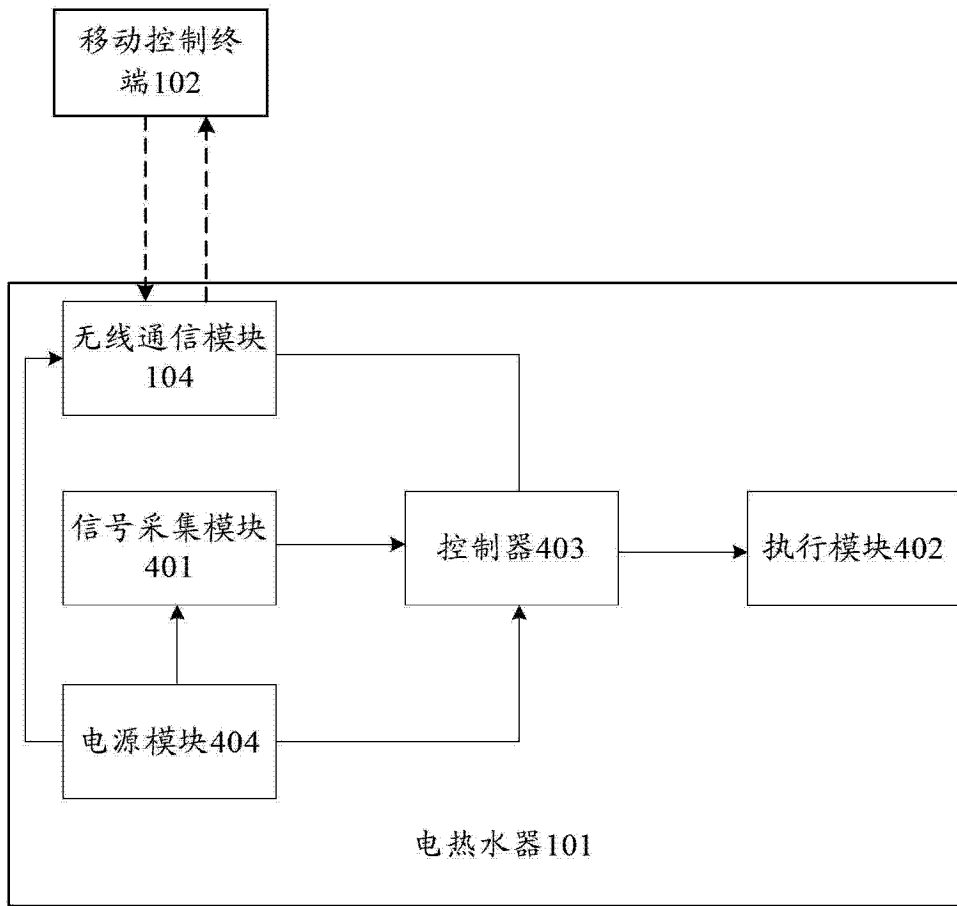 移动控制终
端102
无线通信模块
104
信号采集模块
401
控制器403
执行模块402
电源模块404
电热水器101